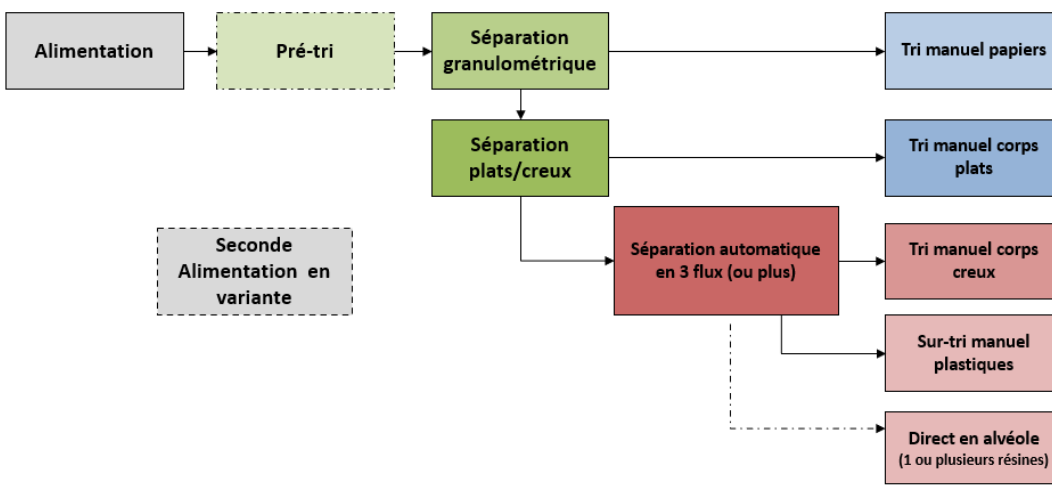 Alimentation
Pré-tri
Séparation
granulométrique
Tri manuel papiers
Séparation
plats/creux
Tri manuel corps
plats
Seconde
Alimentation en
variante
Séparation automatique
en 3 flux (ou plus)
Tri manuel corps
creux
Sur-tri manuel
plastiques
Direct en alvéole
(1 ou plusieurs résines)